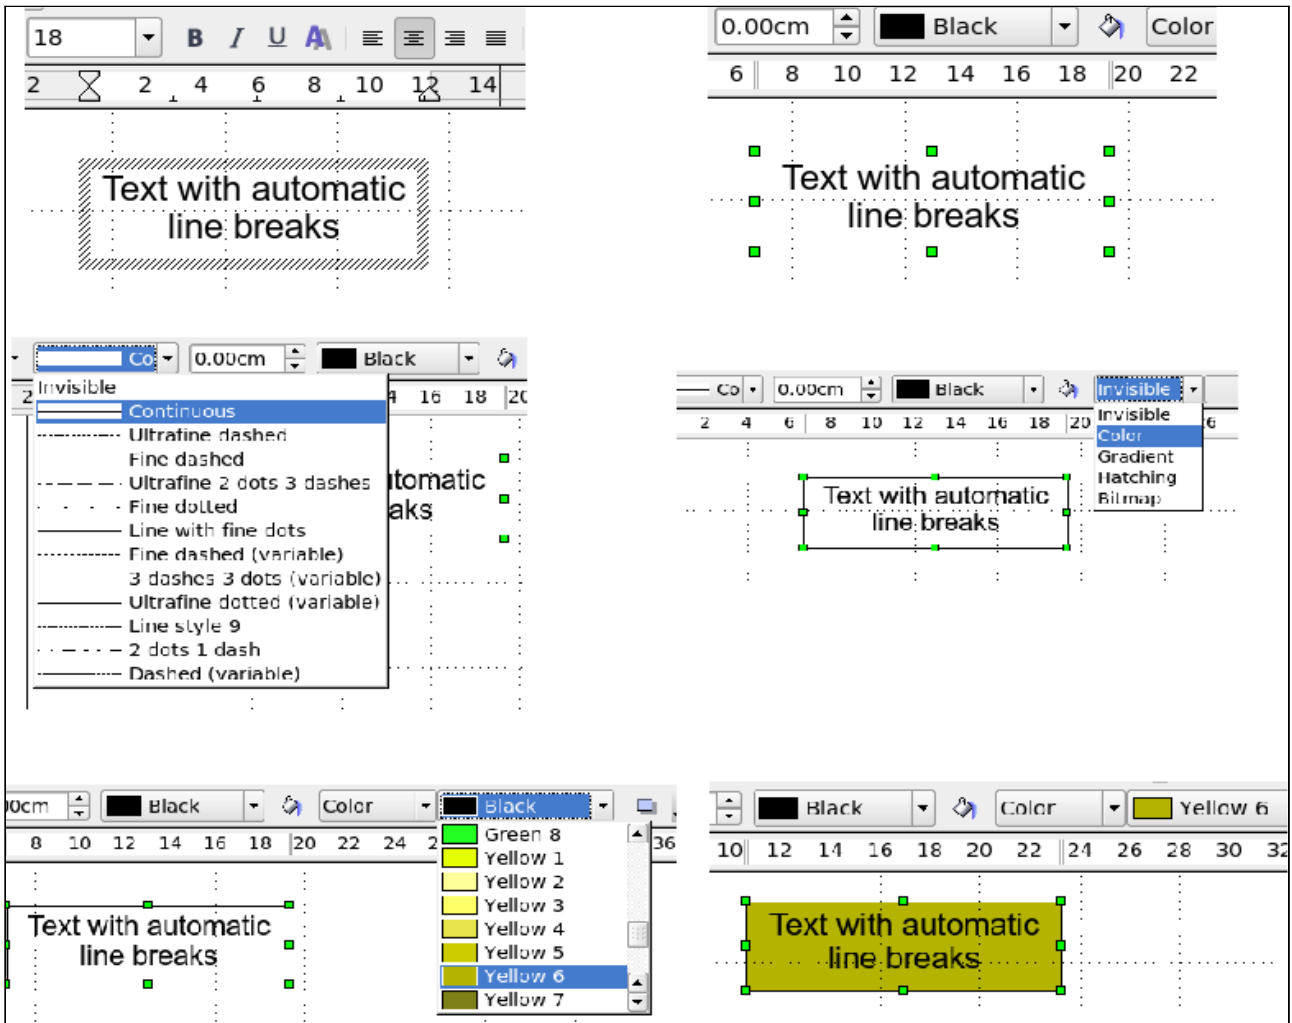 18 B I U A
2 2 4 6 8 10 12 14
Text with automatic
line breaks
0.00cm Black Color
6 8 10 12 14 16 18 20 22
Text with automatic
line breaks
Co 0.00cm Black
Invisible
Continuous
Ultrafine dashed
Fine dashed
Ultrafine 2 dots 3 dashes
Fine dotted
Line with fine dots
Fine dashed (variable)
3 dashes 3 dots (variable)
Ultrafine dotted (variable)
Line style 9
2 dots 1 dash
Dashed (variable)
2 4 16 18 20
tomatic
aks
Co 0.00cm Black Invisible
2 4 6 8 10 12 14 16 18 20 6
Invisible
Color
Gradient
Hatching
Bitmap
Text with automatic
line breaks
0cm Black Color Black
8 10 12 14 16 18 20 22 24 2 36
Green 8
Yellow 1
Yellow 2
Yellow 3
Yellow 4
Yellow 5
Yellow 6
Yellow 7
Text with automatic
line breaks
Black Color Yellow 6
10 12 14 16 18 20 22 24 26 28 30 32
Text with automatic
line breaks